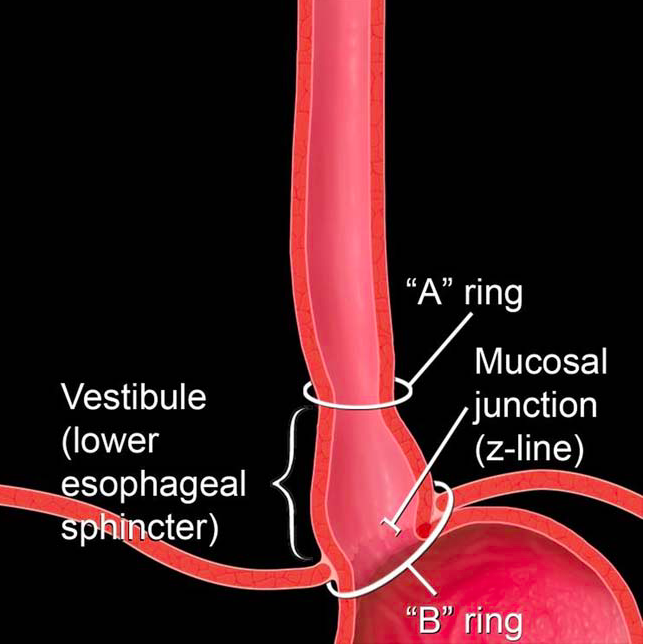 “A” ring
Mucosal
junction
(z-line)
Vestibule
(lower
esophageal
sphincter)
“B” ring